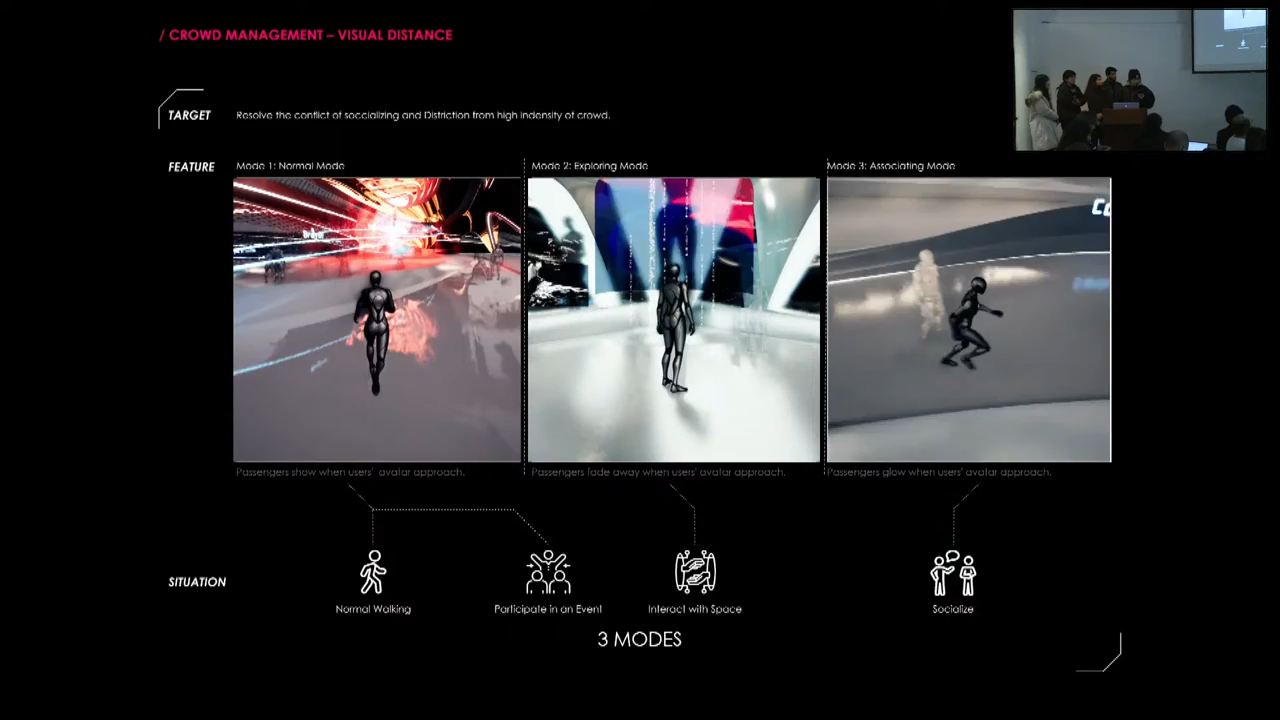 / CROWD MANAGEMENT – VISUAL DISTANCE
TARGET
Resolve the conflict of soccializing and Distriction from high indensity of crowd.
FEATURE
Mode 1: Normal Mode
Mode 2: Exploring Mode
Mode 3: Associating Mode
Passengers show when users' avatar approach.
Passengers fade away when users' avatar approach.
Passengers glow when users' avatar approach.
SITUATION
Normal Walking
Participate in an Event
Interact with Space
Socialize
3 MODES